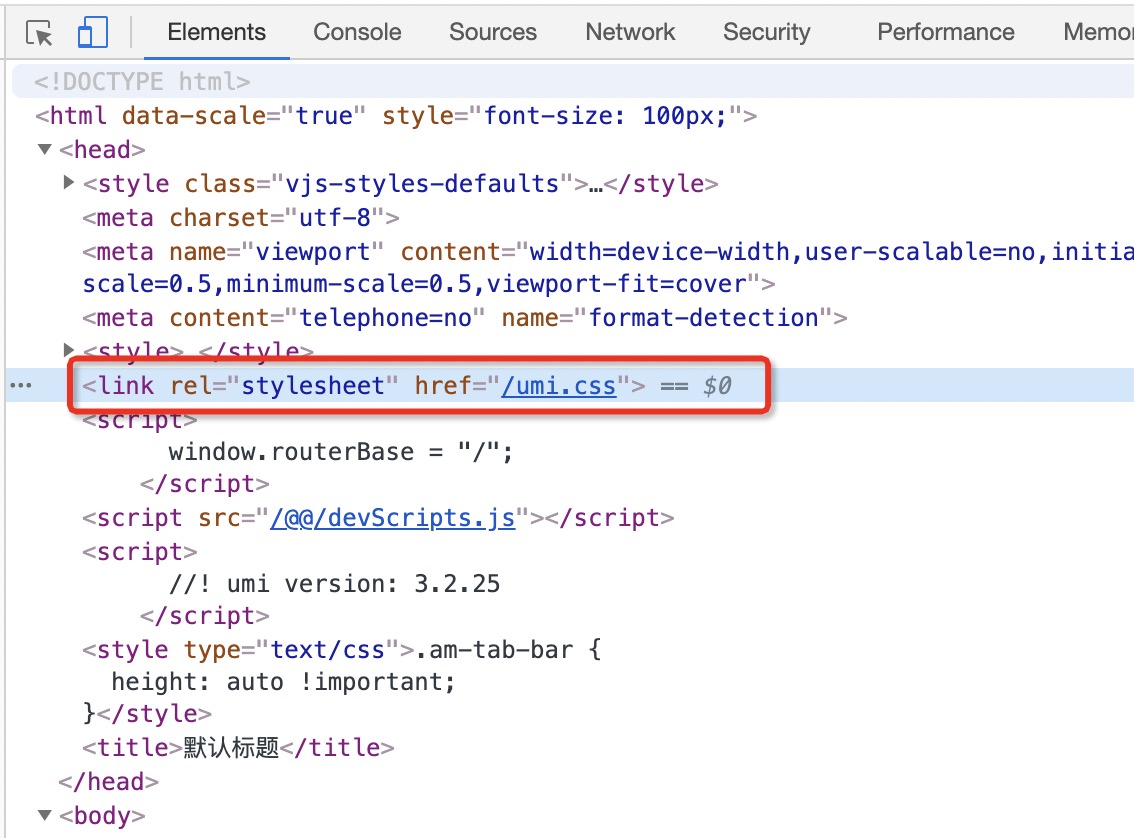 Elements Console Sources Network Security Performance Memor
<!DOCTYPE html>
<html data-scale="true" style="font-size: 100px;">
▼<head>
▶<style class="vjs-styles-defaults">…</style>
<meta charset="utf-8">
<meta name="viewport" content="width=device-width,user-scalable=no,initia
scale=0.5,minimum-scale=0.5,viewport-fit=cover">
<meta content="telephone=no" name="format-detection">
▶<style> </style>
<link rel="stylesheet" href="/umi.css"> == $0
<script>
window.routerBase = "/";
</script>
<script src="/@@/devScripts.js"></script>
<script>
//! umi version: 3.2.25
</script>
<style type="text/css">.am-tab-bar {
height: auto !important;
}</style>
<title>默认标题</title>
</head>
▼<body>